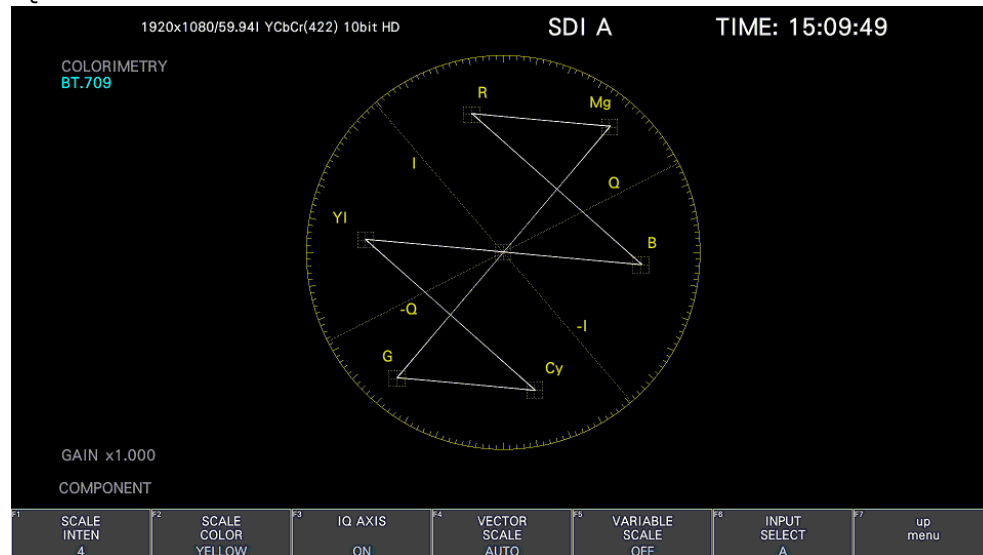 1920x1080/59.94I YCbCr(422) 10bit HD SDI A TIME: 15:09:49
COLORIMETRY
BT.709
R
Mg
I
Q
Yl
B
-Q
-I
G
Cy
GAIN x1.000
COMPONENT
F1 SCALE INTEN 4
F2 SCALE COLOR YELLOW
F3 IQ AXIS ON
F4 VECTOR SCALE AUTO
F5 VARIABLE SCALE OFF
F6 INPUT SELECT A
F7 up menu